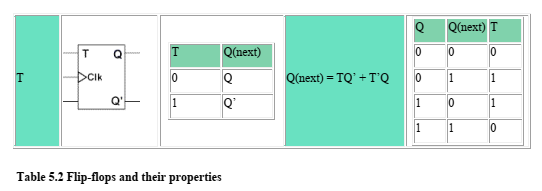 T
T Q
Clk
Q'
T Q(next)
0 Q
1 Q'
Q(next) = TQ' + T'Q
Q Q(next) T
0 0 0
0 1 1
1 0 1
1 1 0
Table 5.2 Flip-flops and their properties